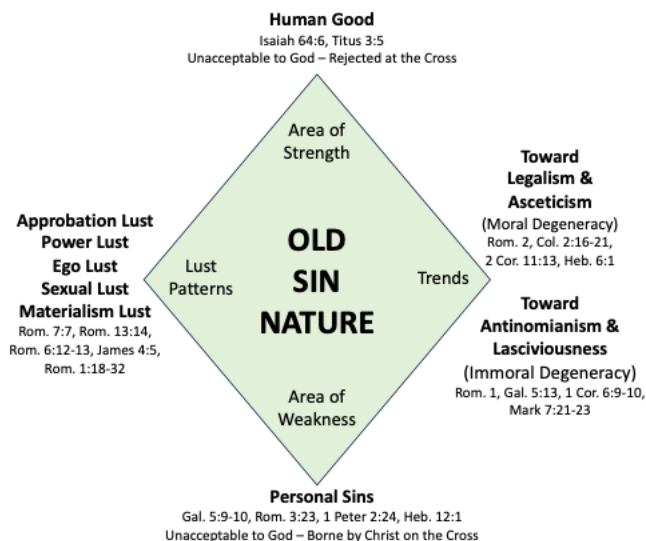 Human Good
Isaiah 64:6, Titus 3:5
Unacceptable to God – Rejected at the Cross
Area of
Strength
Approbation Lust
Power Lust
Ego Lust
Sexual Lust
Materialism Lust
Rom. 7:7, Rom. 13:14,
Rom. 6:12-13, James 4:5,
Rom. 1:18-32
Lust
Patterns
OLD
SIN
NATURE
Trends
Toward
Legalism &
Asceticism
(Moral Degeneracy)
Rom. 2, Col. 2:16-21,
2 Cor. 11:13, Heb. 6:1
Toward
Antinomianism &
Lasciviousness
(Immoral Degeneracy)
Rom. 1, Gal. 5:13, 1 Cor. 6:9-10,
Mark 7:21-23
Area of
Weakness
Personal Sins
Gal. 5:9-10, Rom. 3:23, 1 Peter 2:24, Heb. 12:1
Unacceptable to God – Borne by Christ on the Cross